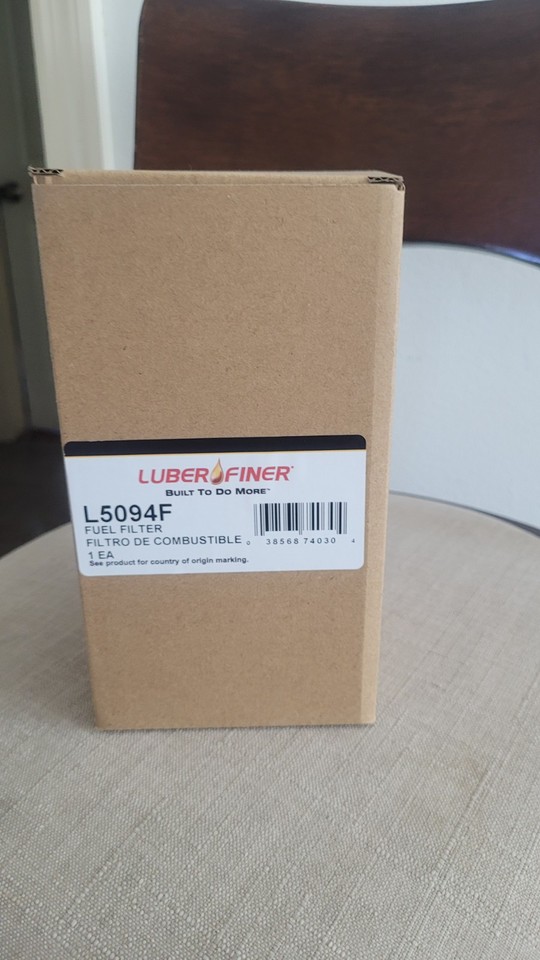 LUBERFINER®
BUILT TO DO MORE™
L5094F
FUEL FILTER
FILTRO DE COMBUSTIBLE
1 EA
See product for country of origin marking.
0 38568 74030 4